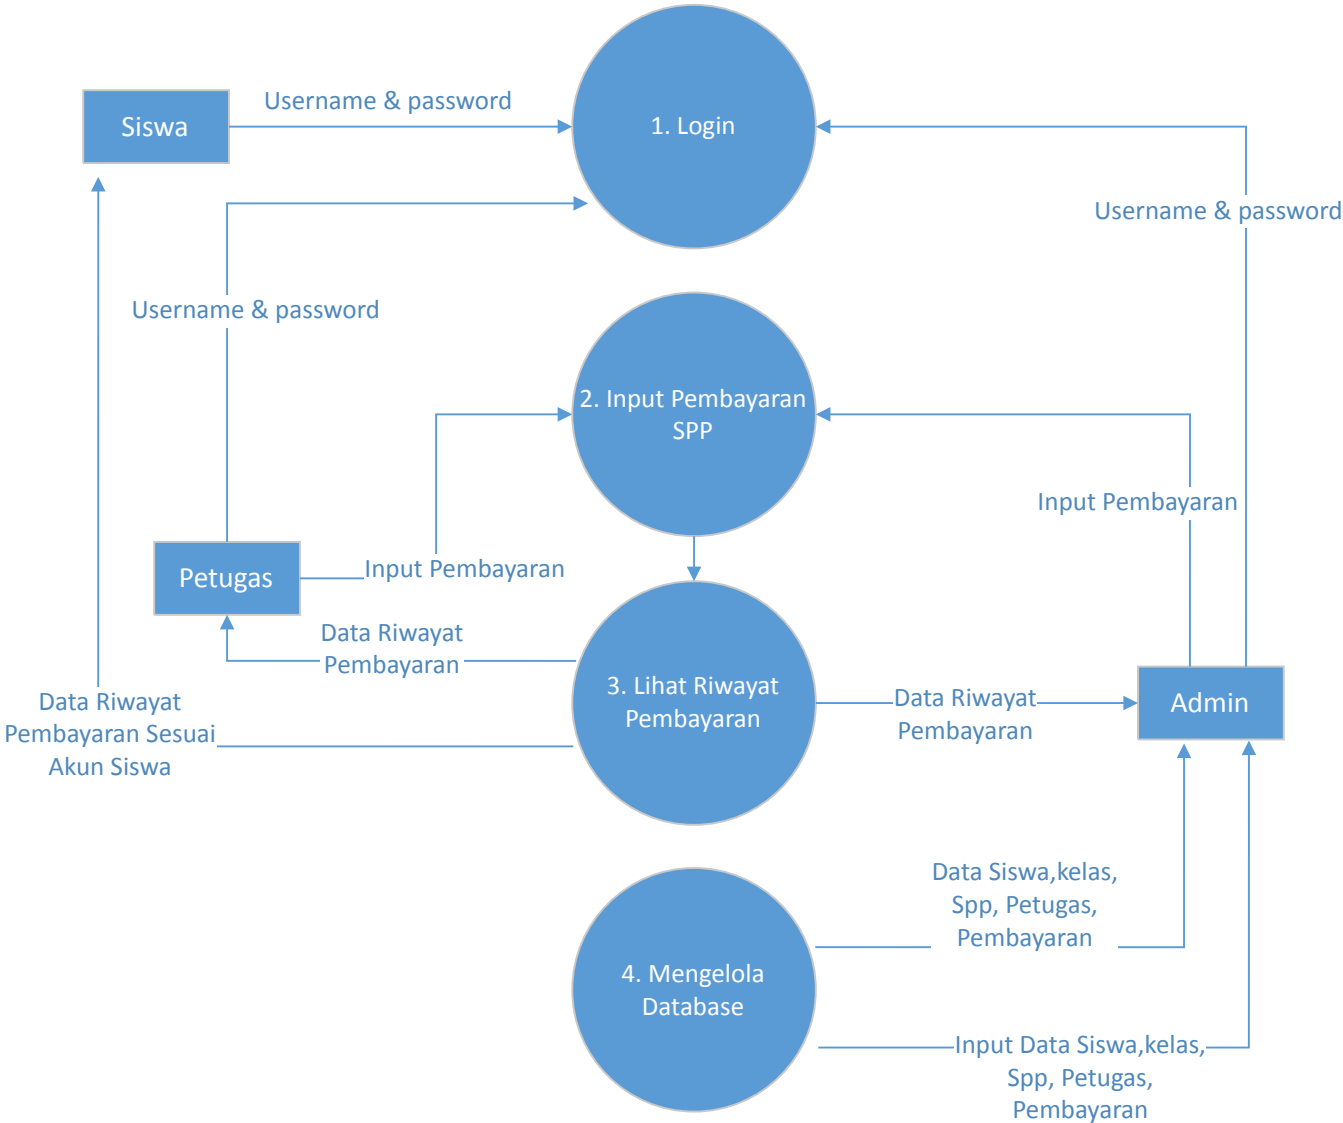 Username & password
Siswa
1. Login
Username & password
Username & password
2. Input Pembayaran
SPP
Input Pembayaran
Petugas
Input Pembayaran
Data Riwayat
Pembayaran
3. Lihat Riwayat
Pembayaran
Data Riwayat
Pembayaran
Admin
Data Riwayat
Pembayaran Sesuai
Akun Siswa
Data Siswa,kelas,
Spp, Petugas,
Pembayaran
4. Mengelola
Database
Input Data Siswa,kelas,
Spp, Petugas,
Pembayaran